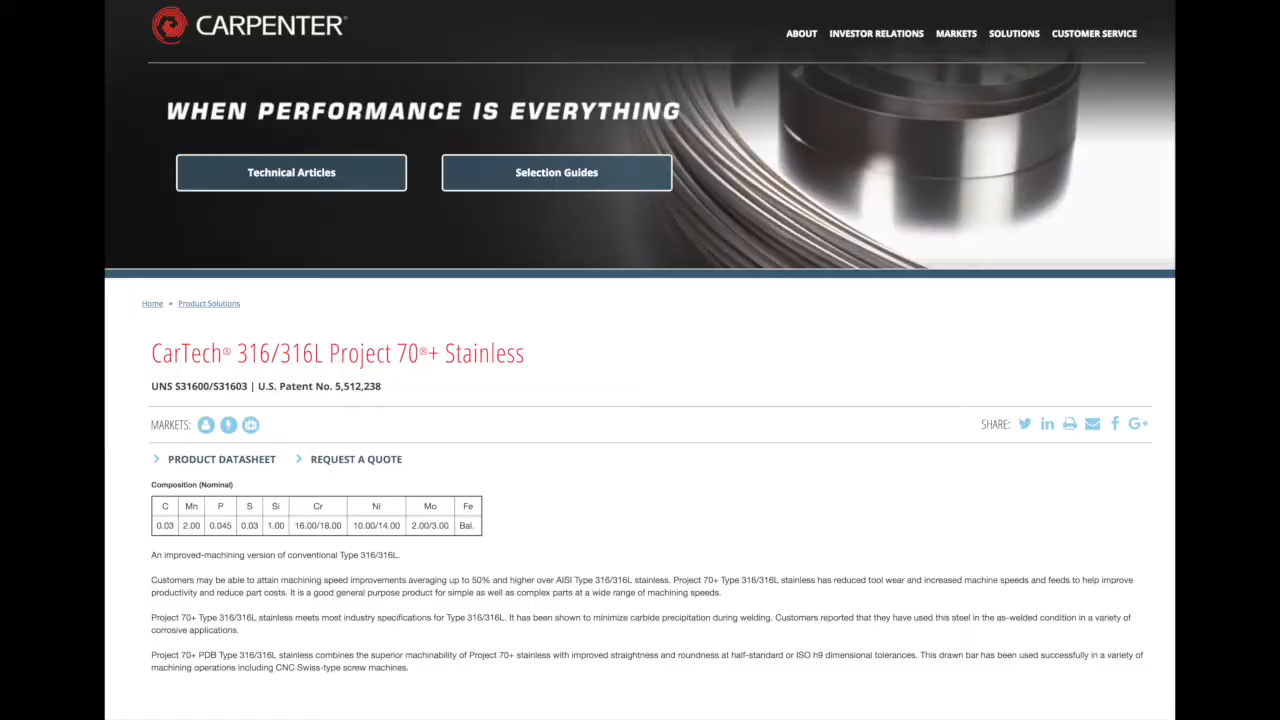 CARPENTER®
ABOUT INVESTOR RELATIONS MARKETS SOLUTIONS CUSTOMER SERVICE
WHEN PERFORMANCE IS EVERYTHING
Technical Articles Selection Guides
Home » Product Solutions
CarTech® 316/316L Project 70®+ Stainless
UNS S31600/S31603 | U.S. Patent No. 5,512,238
MARKETS: SHARE:
PRODUCT DATASHEET REQUEST A QUOTE
Composition (Nominal)
C Mn P S Si Cr Ni Mo Fe
0.03 2.00 0.045 0.03 1.00 16.00/18.00 10.00/14.00 2.00/3.00 Bal.
An improved-machining version of conventional Type 316/316L.
Customers may be able to attain machining speed improvements averaging up to 50% and higher over AISI Type 316/316L stainless. Project 70+ Type 316/316L stainless has reduced tool wear and increased machine speeds and feeds to help improve
productivity and reduce part costs. It is a good general purpose product for simple as well as complex parts at a wide range of machining speeds.
Project 70+ Type 316/316L stainless meets most industry specifications for Type 316/316L. It has been shown to minimize carbide precipitation during welding. Customers reported that they have used this steel in the as-welded condition in a variety of
corrosive applications.
Project 70+ PDB Type 316/316L stainless combines the superior machinability of Project 70+ stainless with improved straightness and roundness at half-standard or ISO h9 dimensional tolerances. This drawn bar has been used successfully in a variety of
machining operations including CNC Swiss-type screw machines.